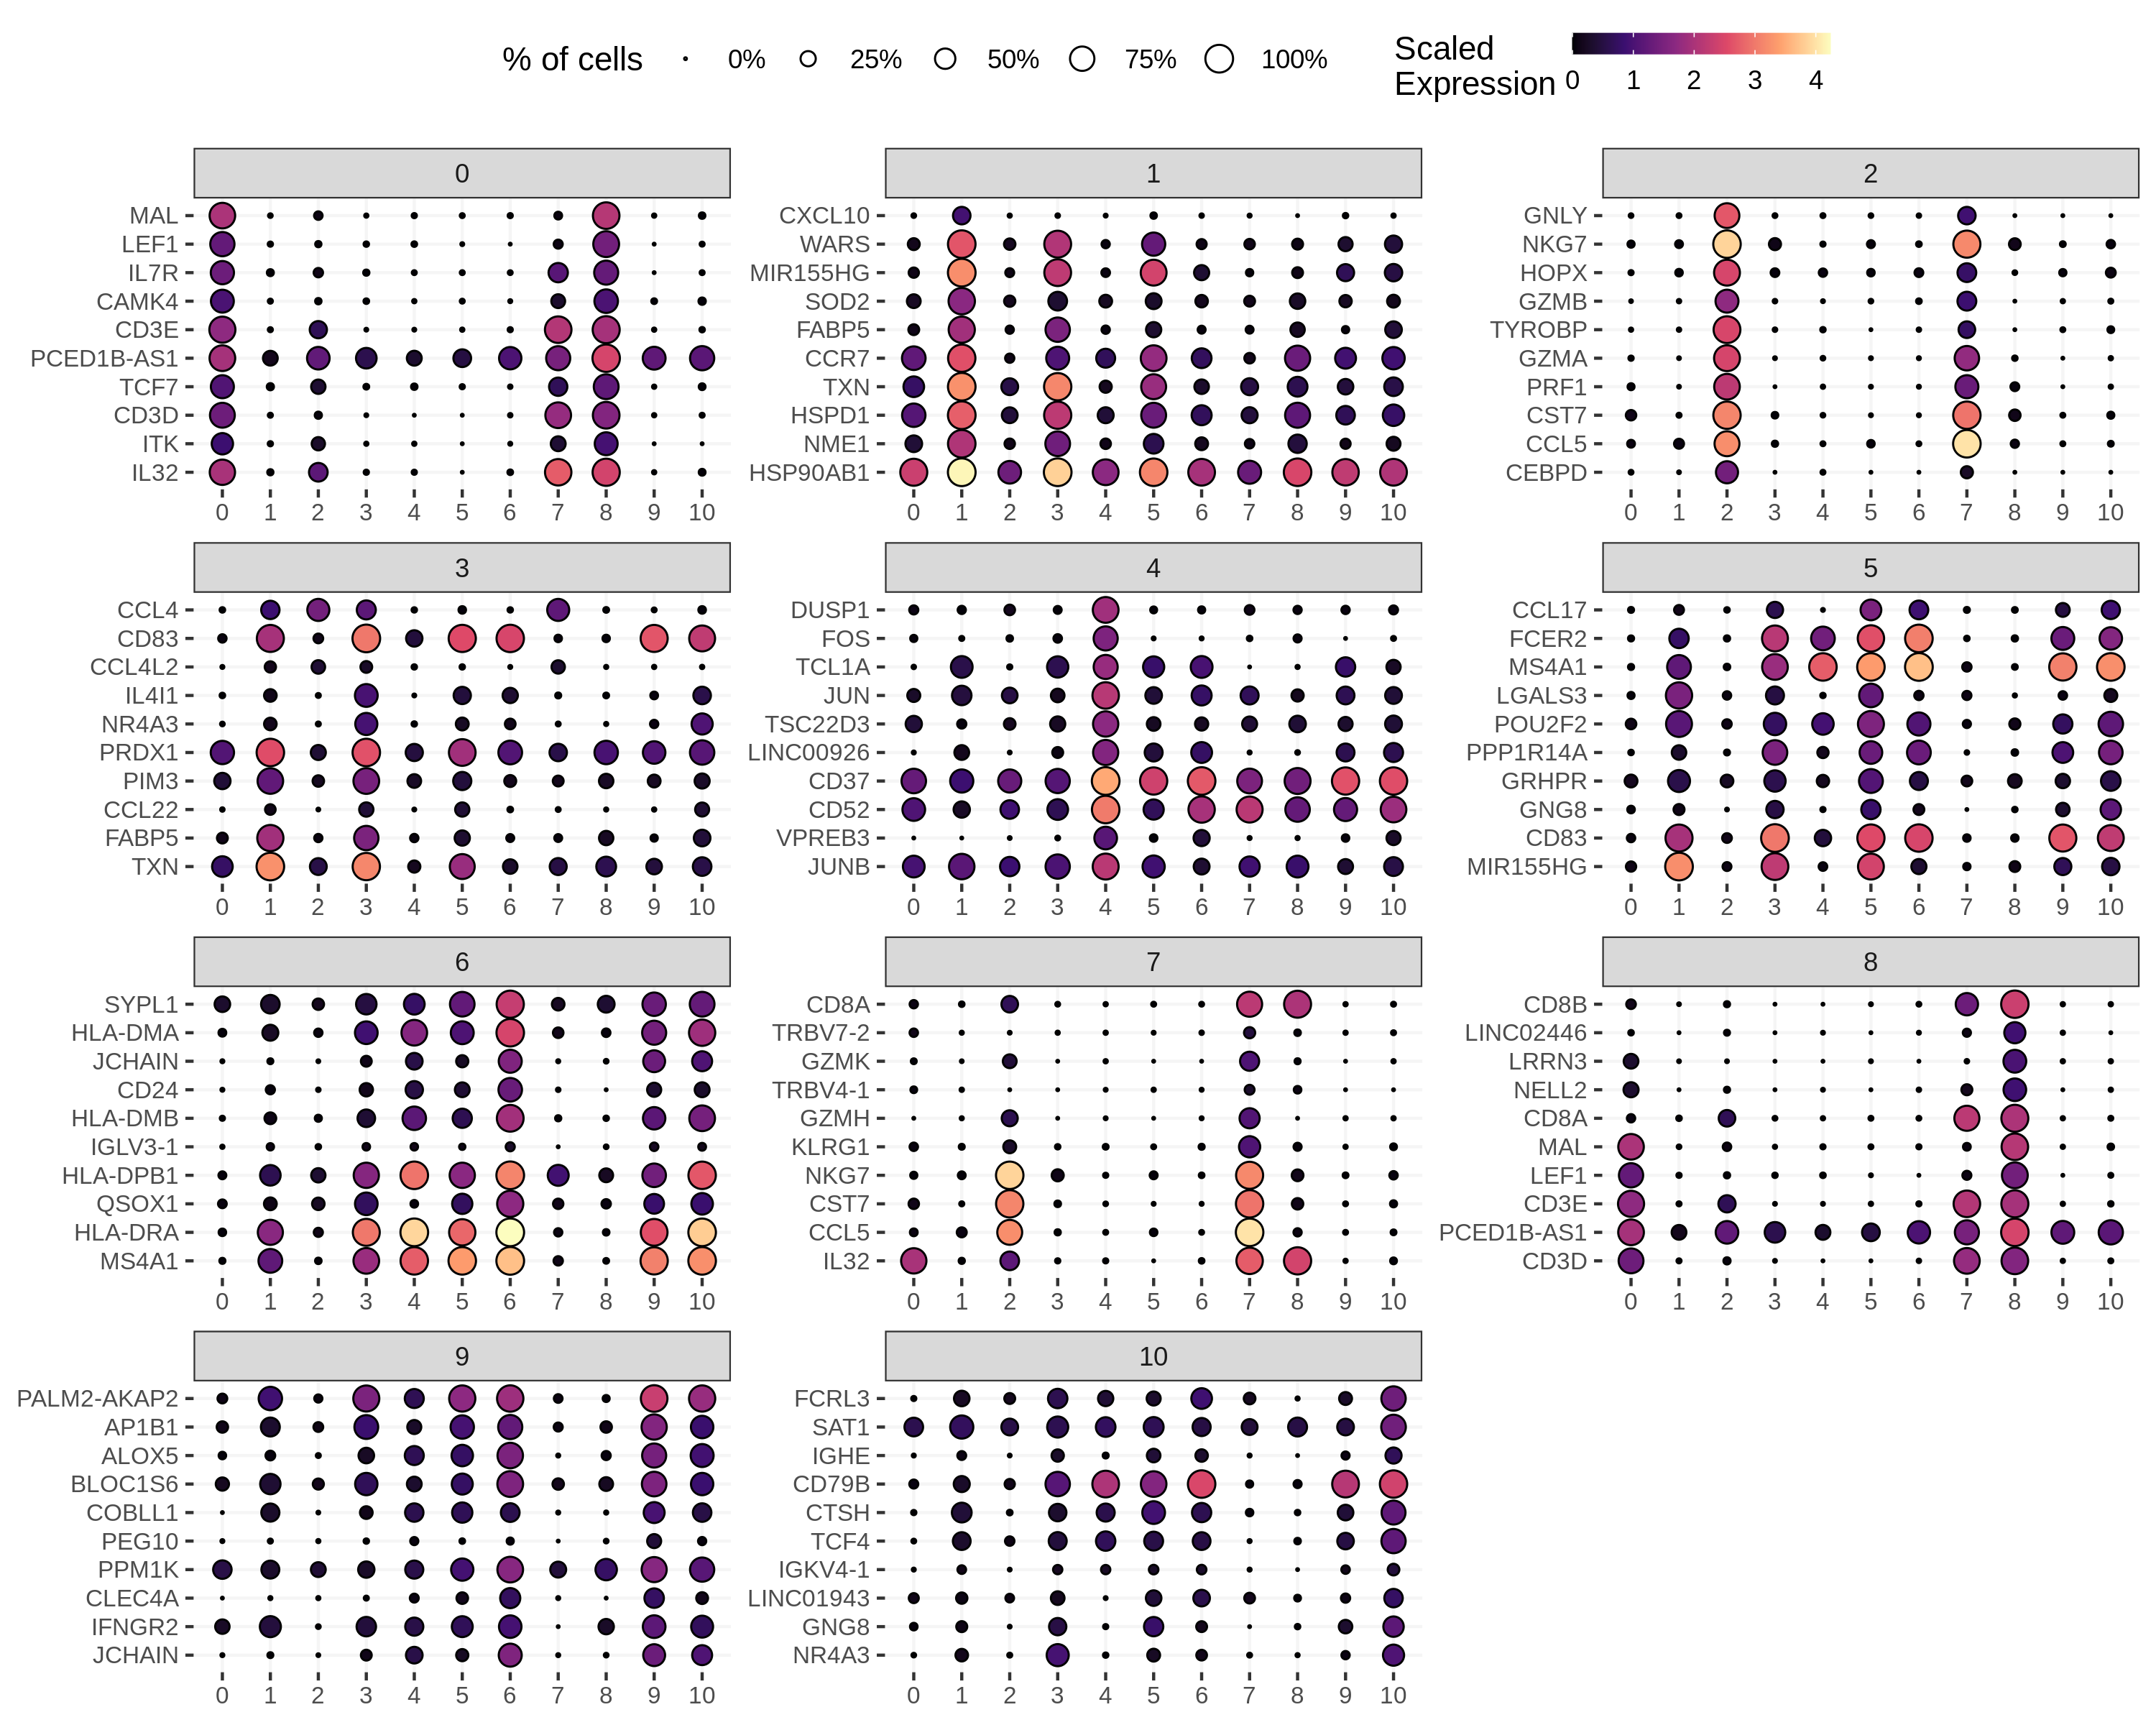 % of cells 0% 25% 50% 75% 100%
Scaled
Expression
0 1 2 3 4
0
MAL
LEF1
IL7R
CAMK4
CD3E
PCED1B-AS1
TCF7
CD3D
ITK
IL32
0 1 2 3 4 5 6 7 8 9 10
1
CXCL10
WARS
MIR155HG
SOD2
FABP5
CCR7
TXN
HSPD1
NME1
HSP90AB1
0 1 2 3 4 5 6 7 8 9 10
2
GNLY
NKG7
HOPX
GZMB
TYROBP
GZMA
PRF1
CST7
CCL5
CEBPD
0 1 2 3 4 5 6 7 8 9 10
3
CCL4
CD83
CCL4L2
IL4I1
NR4A3
PRDX1
PIM3
CCL22
FABP5
TXN
0 1 2 3 4 5 6 7 8 9 10
4
DUSP1
FOS
TCL1A
JUN
TSC22D3
LINC00926
CD37
CD52
VPREB3
JUNB
0 1 2 3 4 5 6 7 8 9 10
5
CCL17
FCER2
MS4A1
LGALS3
POU2F2
PPP1R14A
GRHPR
GNG8
CD83
MIR155HG
0 1 2 3 4 5 6 7 8 9 10
6
SYPL1
HLA-DMA
JCHAIN
CD24
HLA-DMB
IGLV3-1
HLA-DPB1
QSOX1
HLA-DRA
MS4A1
0 1 2 3 4 5 6 7 8 9 10
7
CD8A
TRBV7-2
GZMK
TRBV4-1
GZMH
KLRG1
NKG7
CST7
CCL5
IL32
0 1 2 3 4 5 6 7 8 9 10
8
CD8B
LINC02446
LRRN3
NELL2
CD8A
MAL
LEF1
CD3E
PCED1B-AS1
CD3D
0 1 2 3 4 5 6 7 8 9 10
9
PALM2-AKAP2
AP1B1
ALOX5
BLOC1S6
COBLL1
PEG10
PPM1K
CLEC4A
IFNGR2
JCHAIN
0 1 2 3 4 5 6 7 8 9 10
10
FCRL3
SAT1
IGHE
CD79B
CTSH
TCF4
IGKV4-1
LINC01943
GNG8
NR4A3
0 1 2 3 4 5 6 7 8 9 10